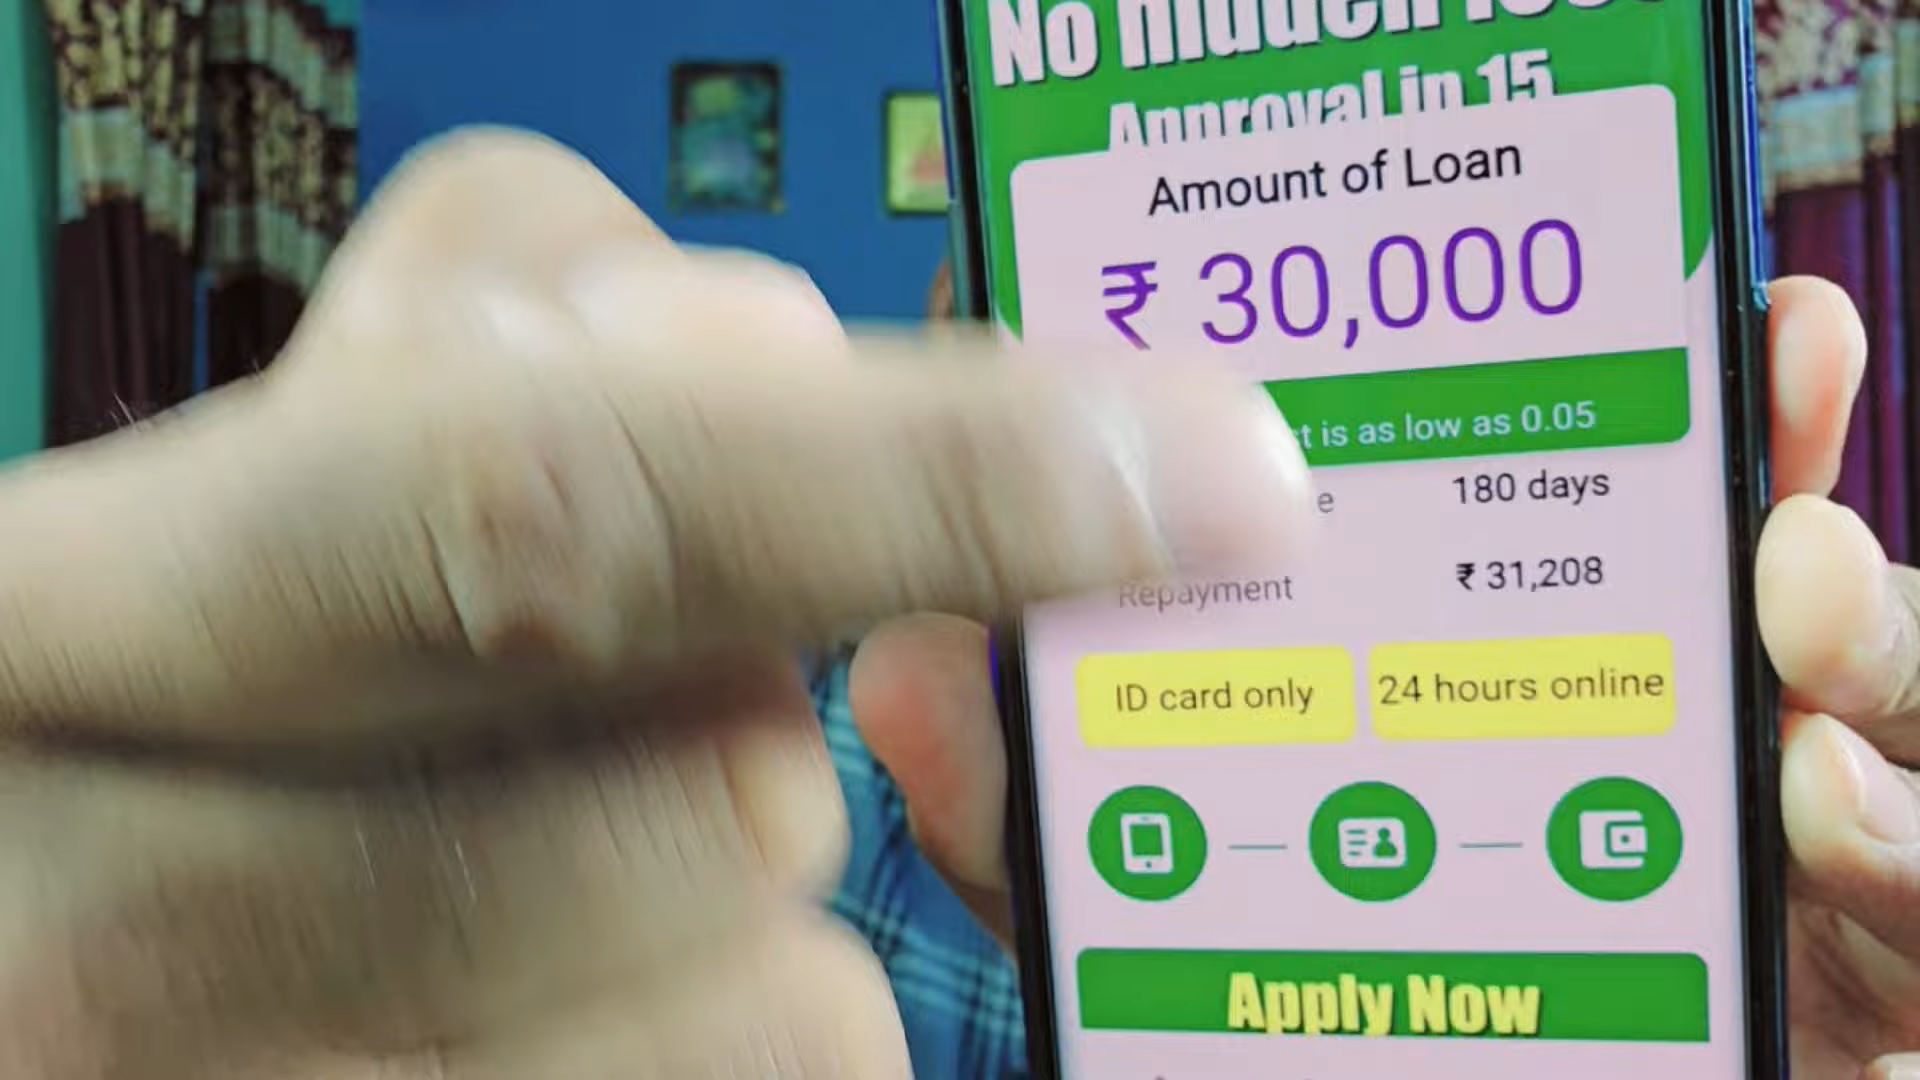 No hidden
Approval in 15
Amount of Loan
₹ 30,000
is as low as 0.05
180 days
Repayment ₹ 31,208
ID card only 24 hours online
Apply Now